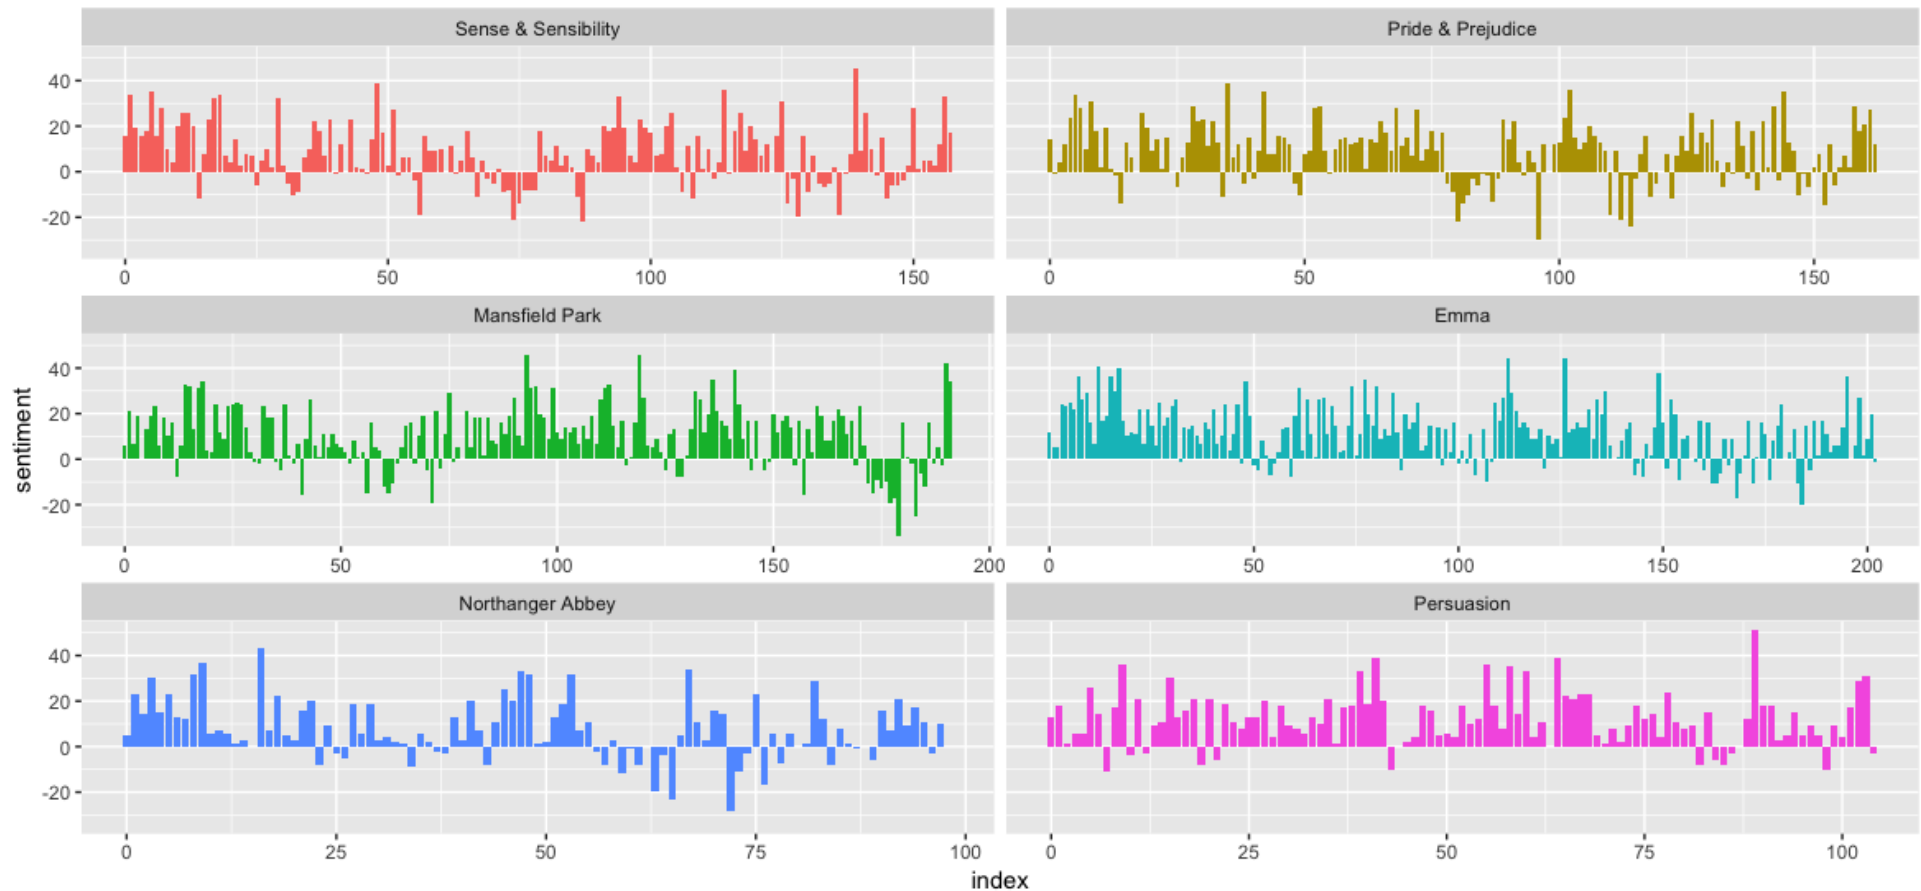 Sense & Sensibility
Pride & Prejudice
40
20
0
-20
0 50 100 150
0 50 100 150
Mansfield Park
Emma
40
20
0
-20
0 50 100 150 200
0 50 100 150 200
Northanger Abbey
Persuasion
40
20
0
-20
0 25 50 75 100
0 25 50 75 100
sentiment
index